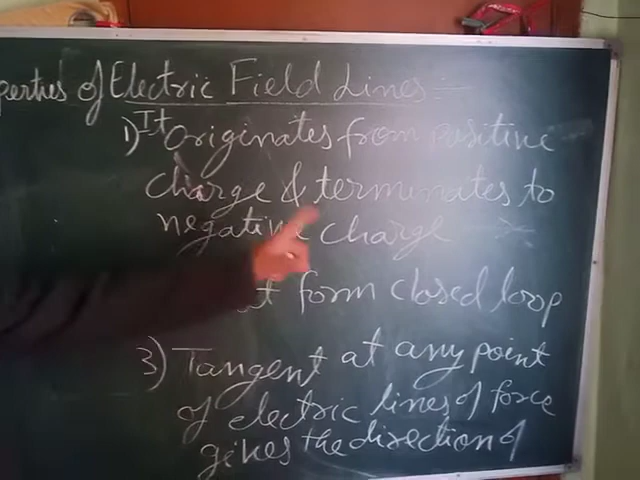 perties of Electric Field Lines :-
1) It originates from positive
charge & terminates to
negative charge
t form closed loop
3) Tangent at any point
of electric lines of force
gives the direction of